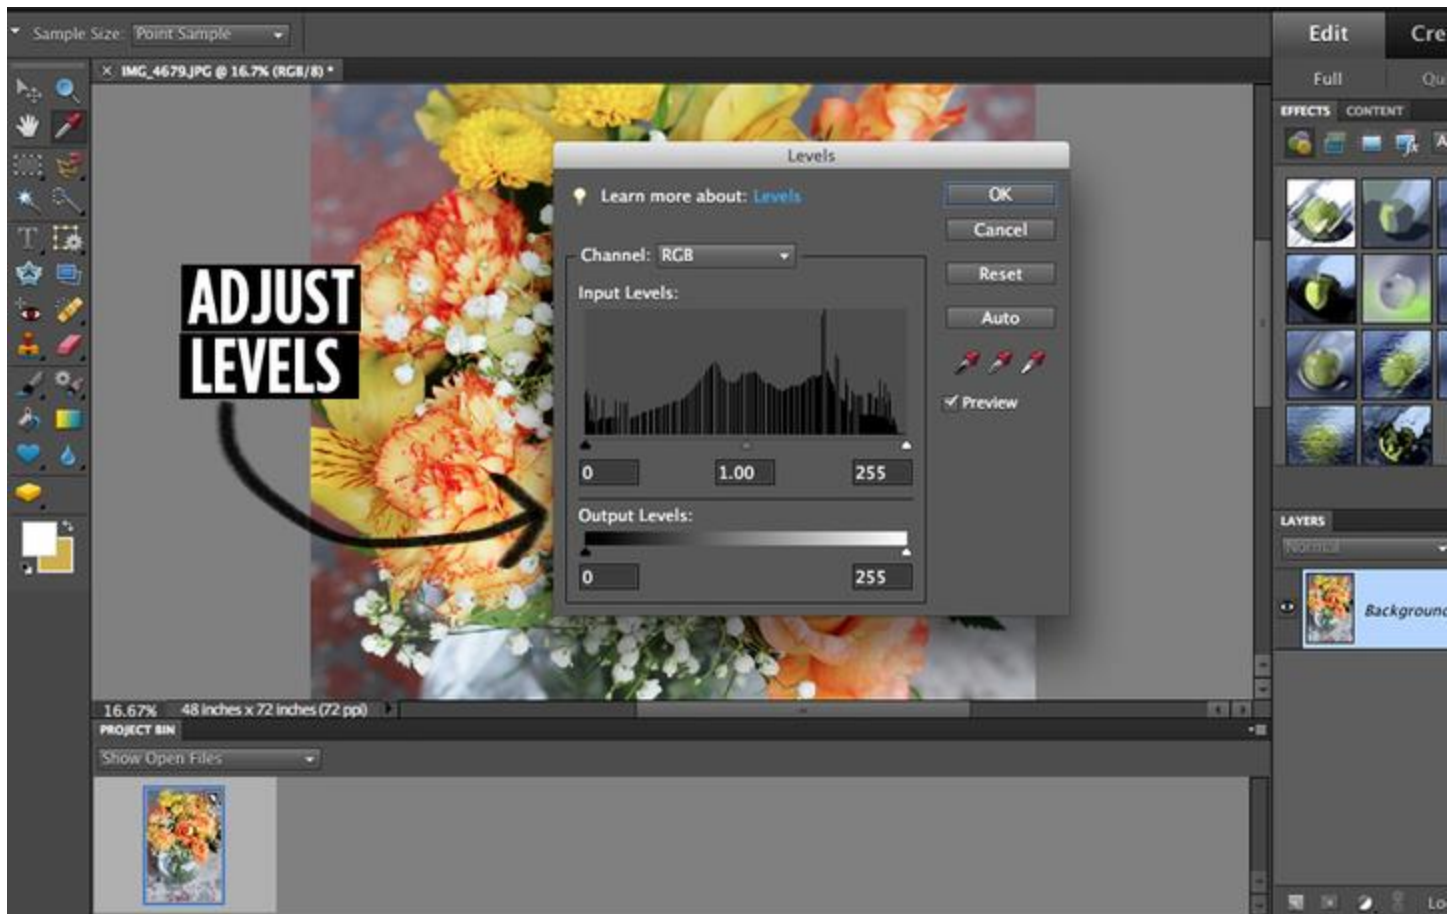 Sample Size: Point Sample
Edit
Cre
IMG_4679.JPG @ 16.7% (RGB/8) *
Full
Qu
EFFECTS CONTENT
Levels
Learn more about: Levels
OK
Cancel
Channel: RGB
Reset
Input Levels:
Auto
ADJUST
LEVELS
Preview
0 1.00 255
Output Levels:
0 255
LAYERS
Normal
Background
16.67% 48 inches x 72 inches (72 ppi)
PROJECT BIN
Show Open Files
Lo